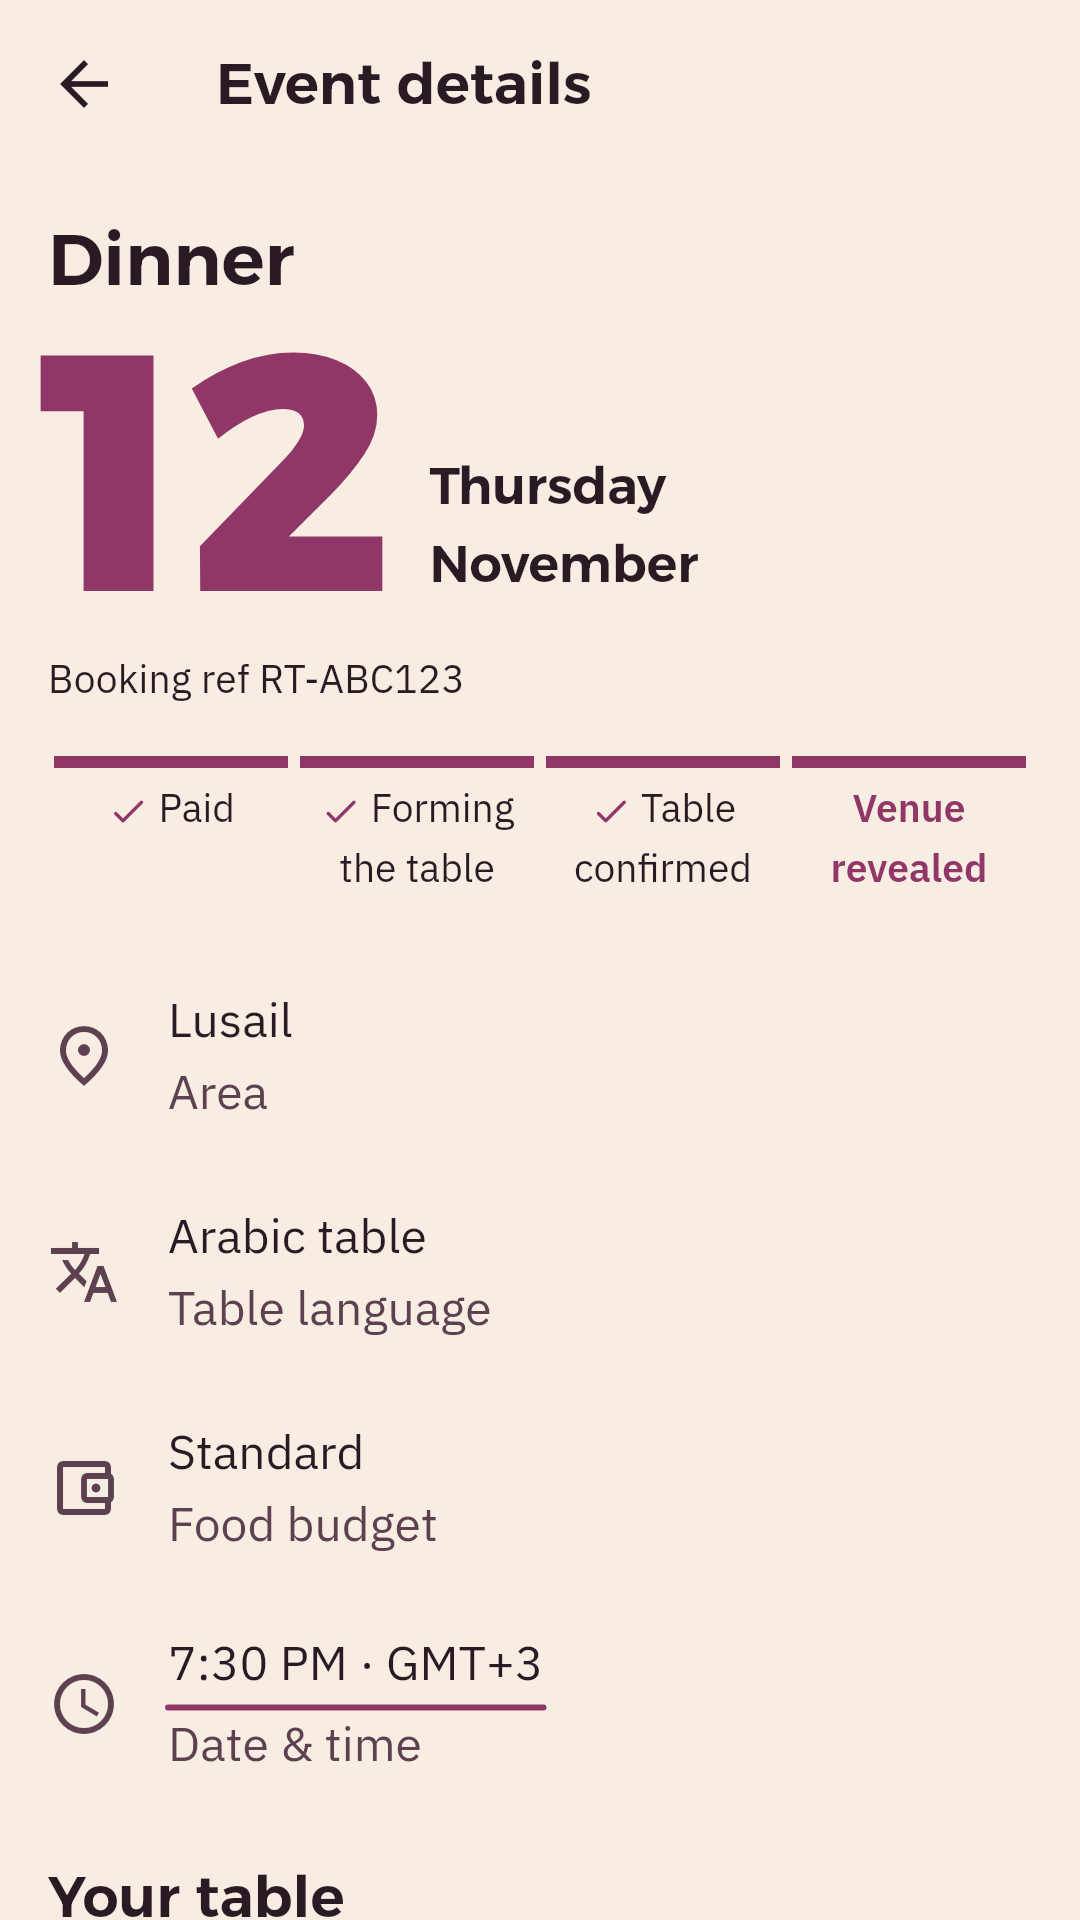 Event details
Dinner
12
Thursday
November
Booking ref RT-ABC123
Paid
Forming
the table
Table
confirmed
Venue
revealed
Lusail
Area
Arabic table
Table language
Standard
Food budget
7:30 PM · GMT+3
Date & time
Your table